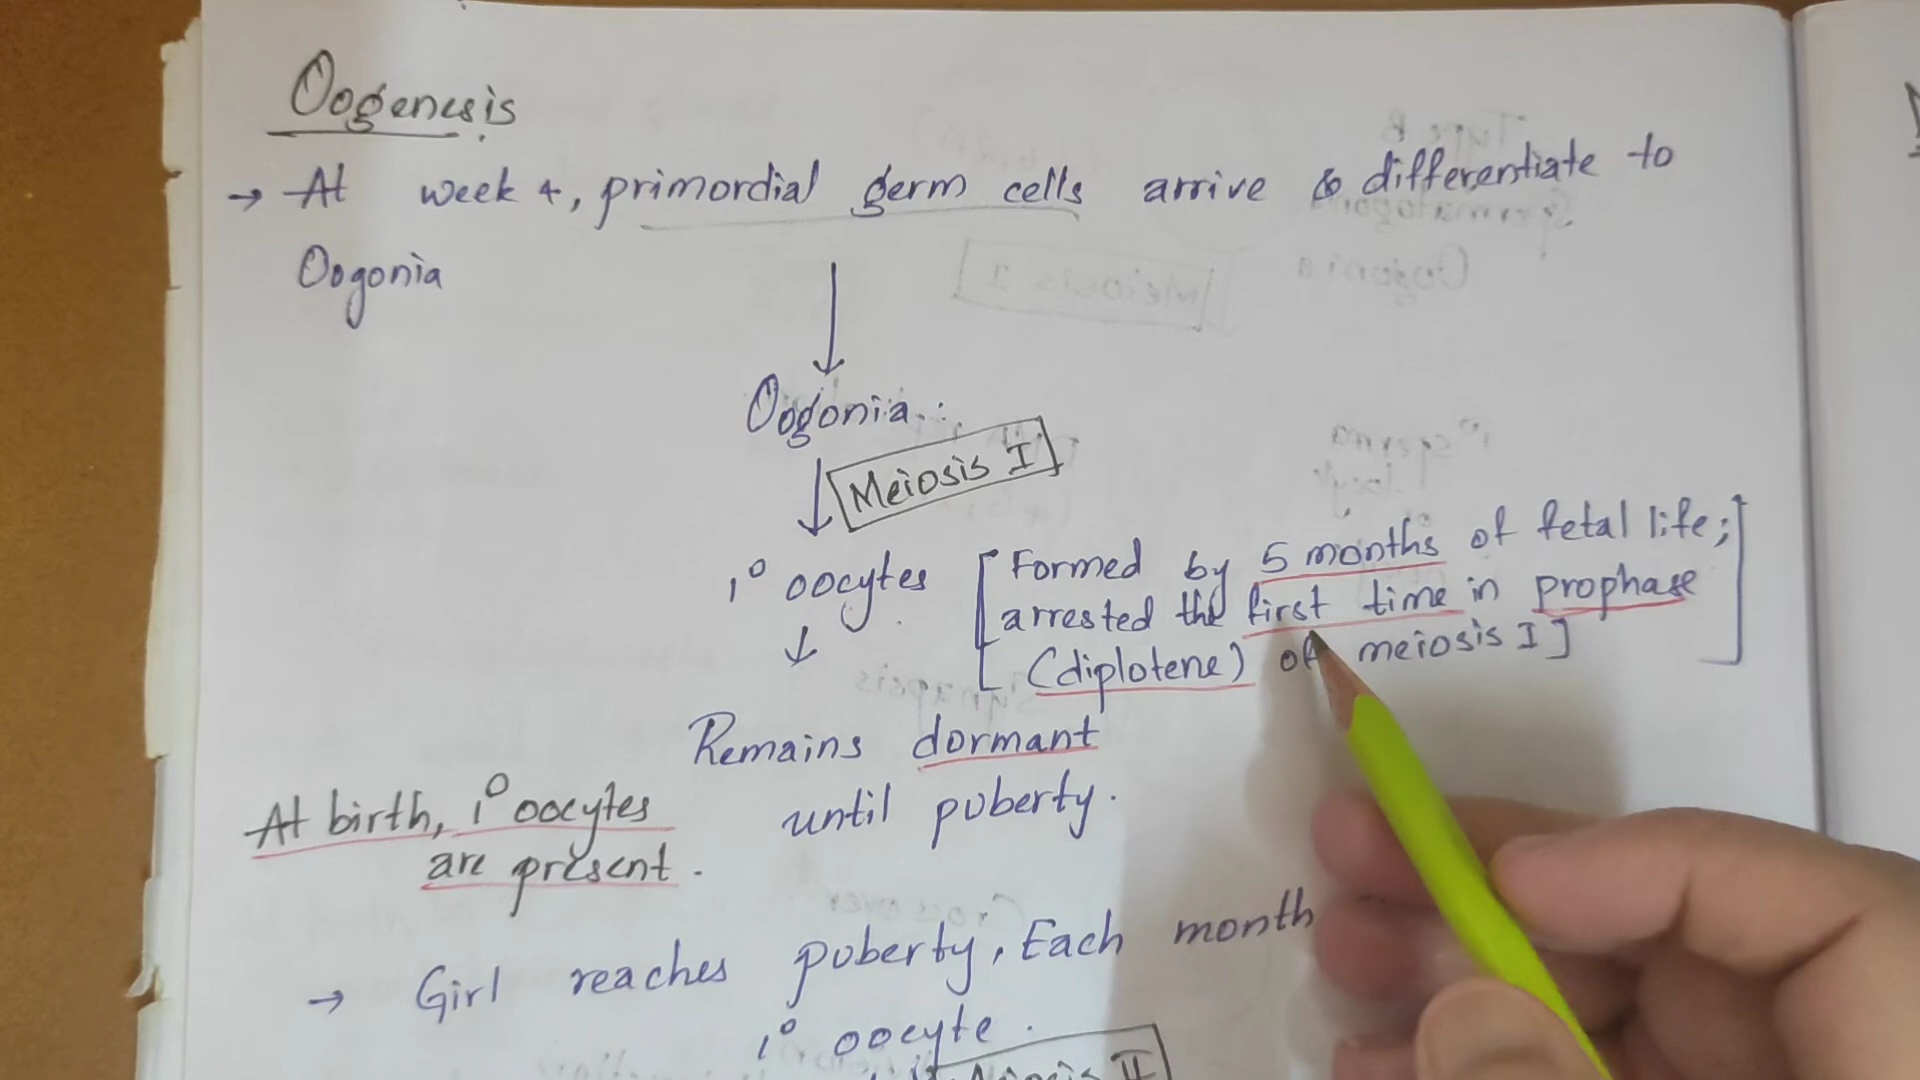 Oogenesis
→ At week 4, primordial germ cells arrive & differentiate to
Oogonia
Oogonia
Meiosis I
1° oocytes [Formed by 5 months of fetal life;
arrested the first time in prophase
(diplotene) of meiosis I]
Remains dormant
until puberty.
At birth, 1° oocytes
are present.
→ Girl reaches puberty, Each month
1° oocyte.
II